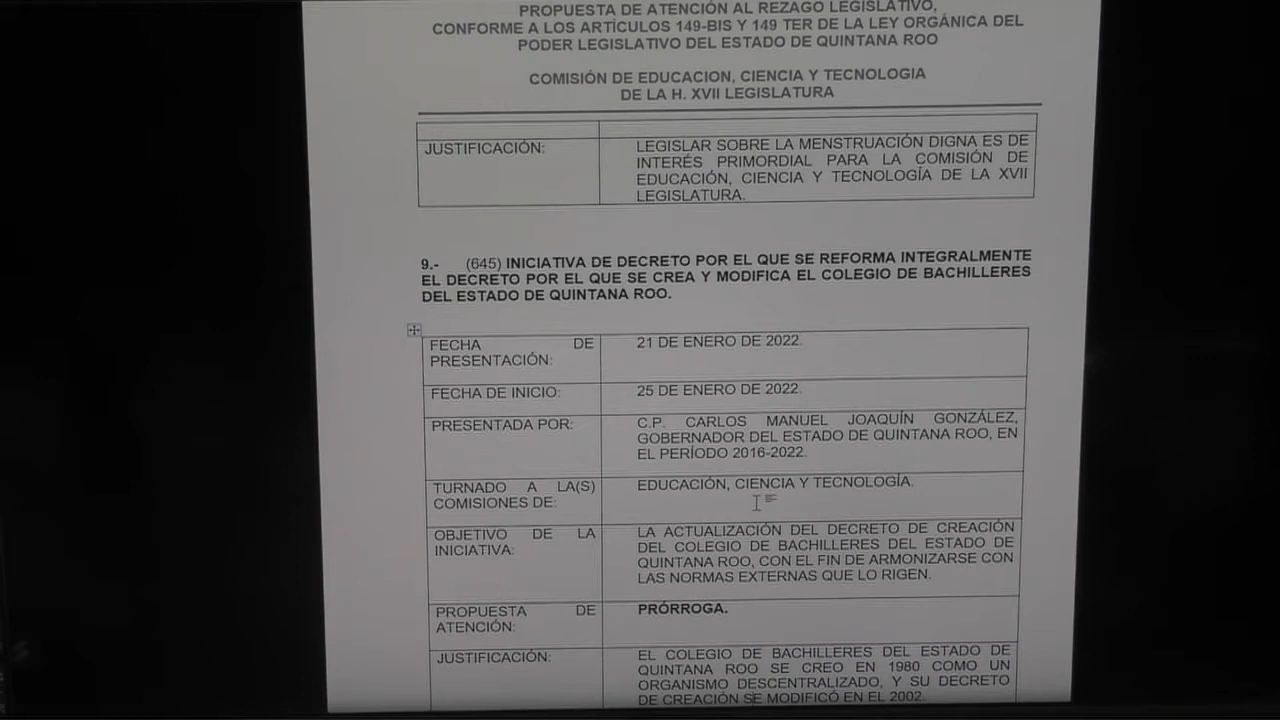 PROPUESTA DE ATENCIÓN AL REZAGO LEGISLATIVO,
CONFORME A LOS ARTÍCULOS 149-BIS Y 149 TER DE LA LEY ORGÁNICA DEL
PODER LEGISLATIVO DEL ESTADO DE QUINTANA ROO
COMISIÓN DE EDUCACION, CIENCIA Y TECNOLOGIA
DE LA H. XVII LEGISLATURA
JUSTIFICACIÓN:
LEGISLAR SOBRE LA MENSTRUACIÓN DIGNA ES DE
INTERÉS PRIMORDIAL PARA LA COMISIÓN DE
EDUCACIÓN, CIENCIA Y TECNOLOGÍA DE LA XVII
LEGISLATURA.
9.- (645) INICIATIVA DE DECRETO POR EL QUE SE REFORMA INTEGRALMENTE
EL DECRETO POR EL QUE SE CREA Y MODIFICA EL COLEGIO DE BACHILLERES
DEL ESTADO DE QUINTANA ROO.
FECHA DE
PRESENTACIÓN:
21 DE ENERO DE 2022.
FECHA DE INICIO:
25 DE ENERO DE 2022.
PRESENTADA POR:
C.P. CARLOS MANUEL JOAQUÍN GONZÁLEZ,
GOBERNADOR DEL ESTADO DE QUINTANA ROO, EN
EL PERÍODO 2016-2022.
TURNADO A LA(S)
COMISIONES DE:
EDUCACIÓN, CIENCIA Y TECNOLOGÍA.
OBJETIVO DE LA
INICIATIVA:
LA ACTUALIZACIÓN DEL DECRETO DE CREACIÓN
DEL COLEGIO DE BACHILLERES DEL ESTADO DE
QUINTANA ROO, CON EL FIN DE ARMONIZARSE CON
LAS NORMAS EXTERNAS QUE LO RIGEN.
PROPUESTA DE
ATENCIÓN:
PRÓRROGA.
JUSTIFICACIÓN:
EL COLEGIO DE BACHILLERES DEL ESTADO DE
QUINTANA ROO SE CREO EN 1980 COMO UN
ORGANISMO DESCENTRALIZADO, Y SU DECRETO
DE CREACIÓN SE MODIFICÓ EN EL 2002.